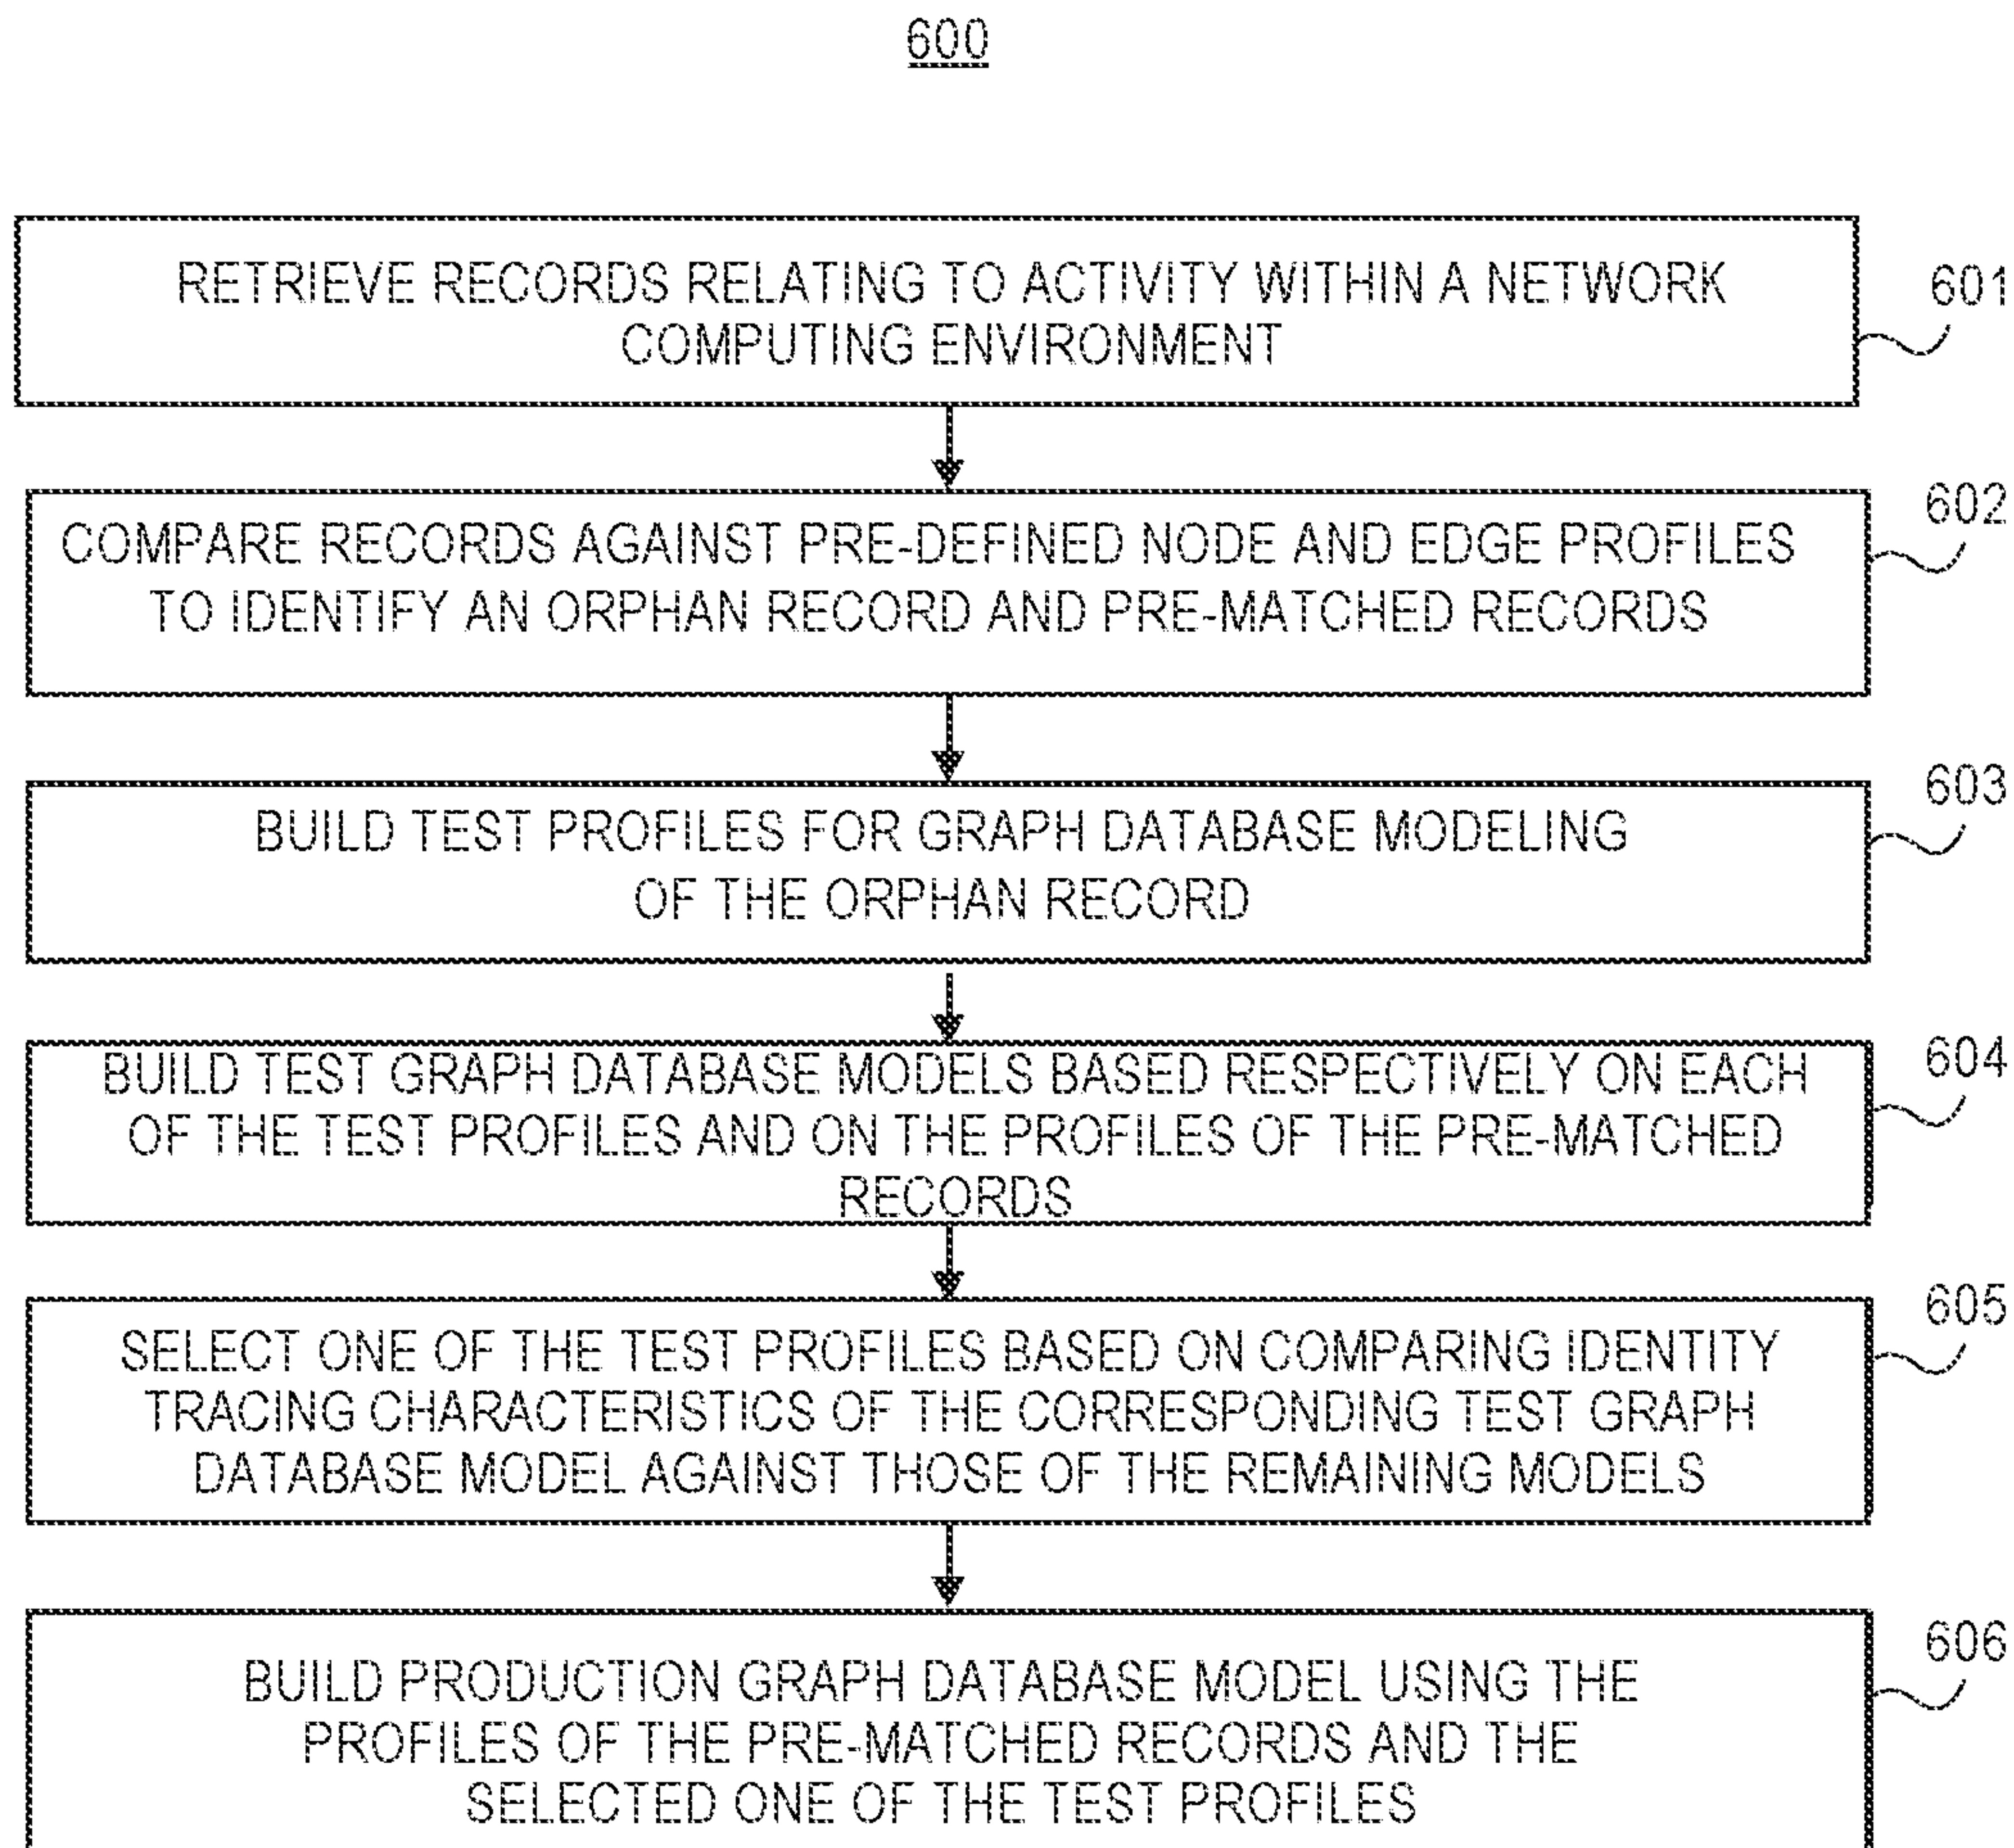 600
RETRIEVE RECORDS RELATING TO ACTIVITY WITHIN A NETWORK
COMPUTING ENVIRONMENT
601
COMPARE RECORDS AGAINST PRE-DEFINED NODE AND EDGE PROFILES
TO IDENTIFY AN ORPHAN RECORD AND PRE-MATCHED RECORDS
602
BUILD TEST PROFILES FOR GRAPH DATABASE MODELING
OF THE ORPHAN RECORD
603
BUILD TEST GRAPH DATABASE MODELS BASED RESPECTIVELY ON EACH
OF THE TEST PROFILES AND ON THE PROFILES OF THE PRE-MATCHED
RECORDS
604
SELECT ONE OF THE TEST PROFILES BASED ON COMPARING IDENTITY
TRACING CHARACTERISTICS OF THE CORRESPONDING TEST GRAPH
DATABASE MODEL AGAINST THOSE OF THE REMAINING MODELS
605
BUILD PRODUCTION GRAPH DATABASE MODEL USING THE
PROFILES OF THE PRE-MATCHED RECORDS AND THE
SELECTED ONE OF THE TEST PROFILES
606